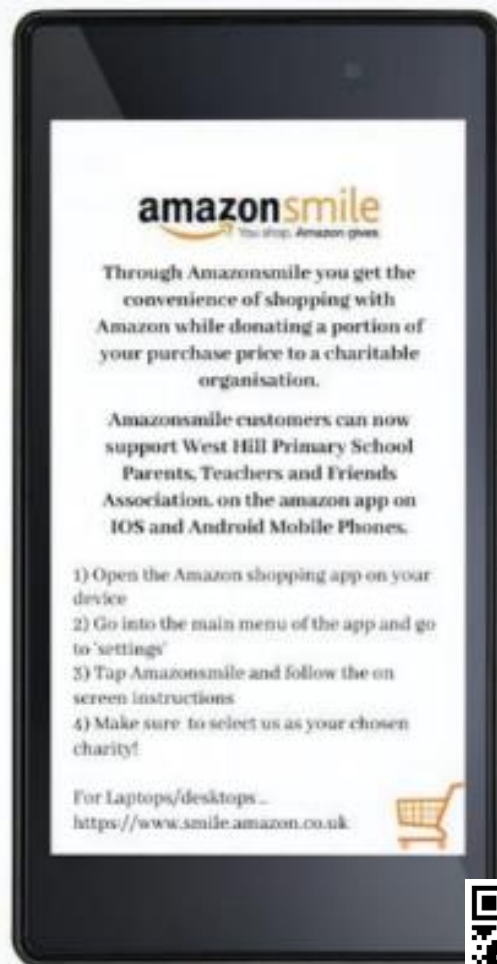 amazonsmile
You shop. Amazon gives.
Through Amazonsmile you get the
convenience of shopping with
Amazon while donating a portion of
your purchase price to a charitable
organisation.
Amazonsmile customers can now
support West Hill Primary School
Parents, Teachers and Friends
Association, on the amazon app on
IOS and Android Mobile Phones.
1) Open the Amazon shopping app on your
device
2) Go into the main menu of the app and go
to 'settings'
3) Tap Amazonsmile and follow the on
screen instructions
4) Make sure to select us as your chosen
charity!
For Laptops/desktops...
https://www.smile.amazon.co.uk